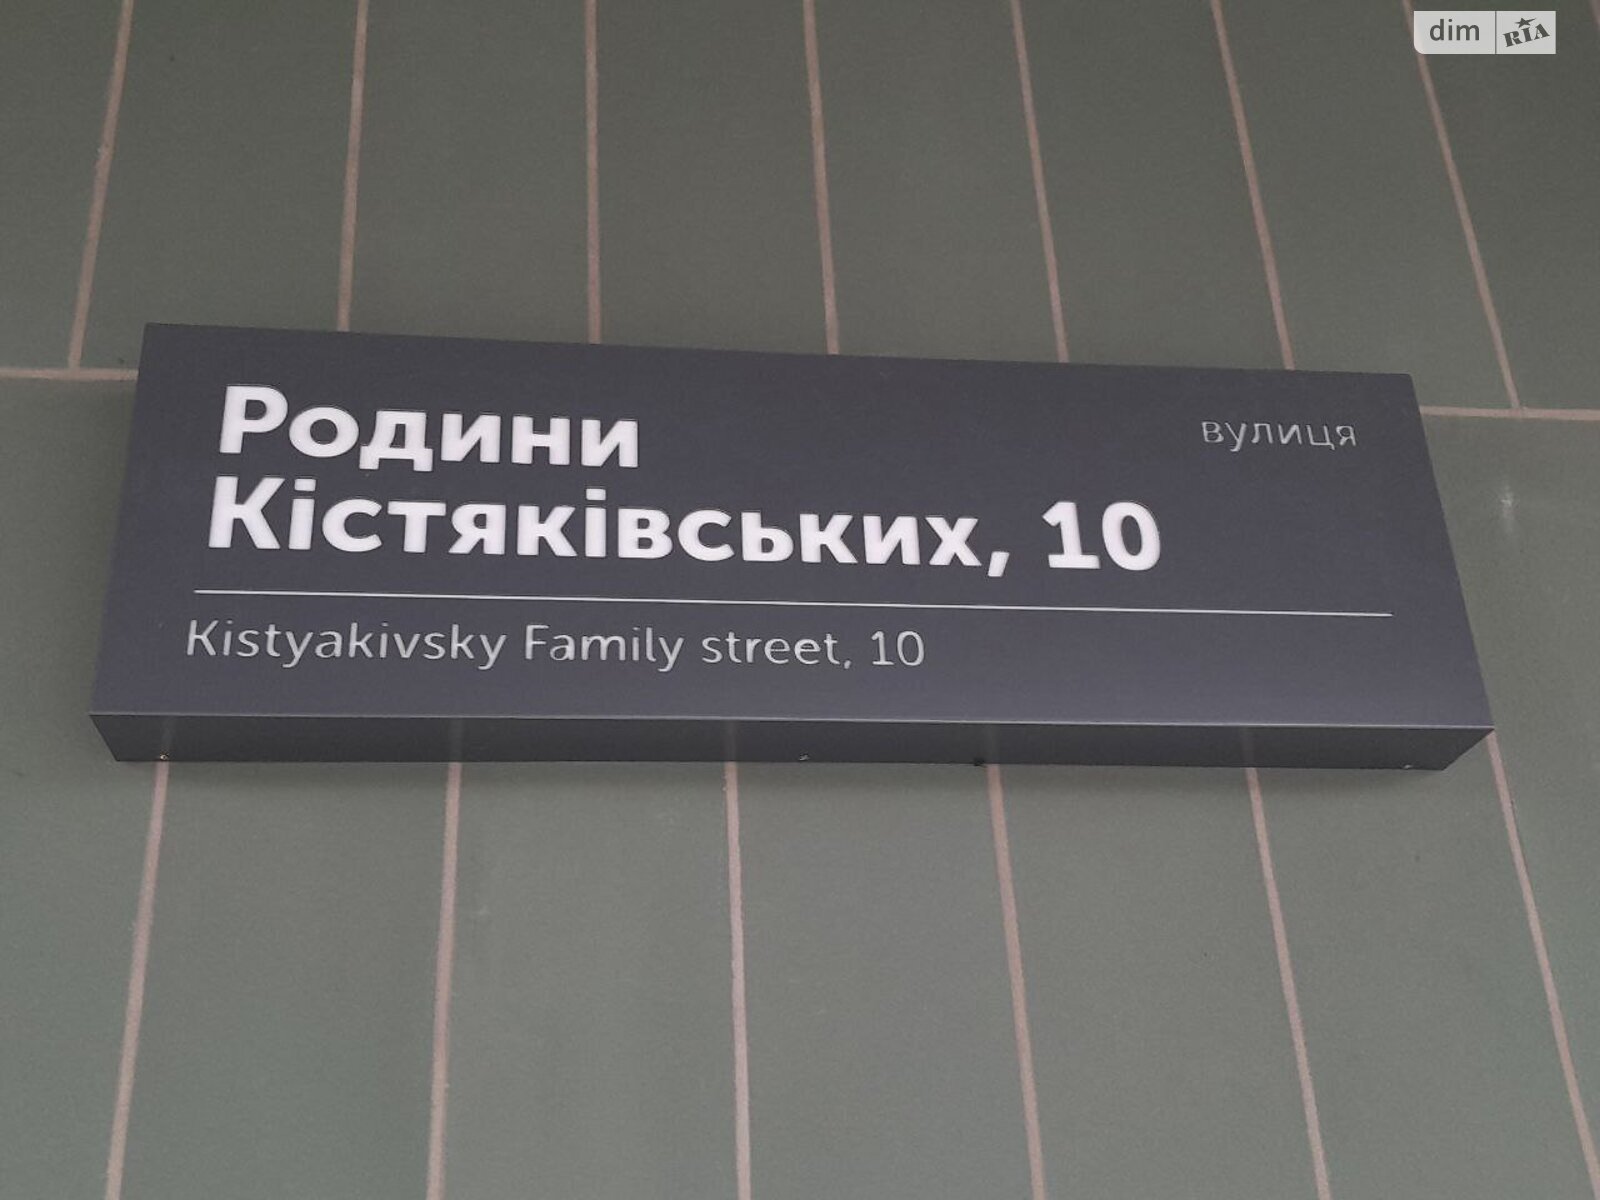 dim RIA
вулиця
Родини
Кістяківських, 10
Kistyakivsky Family street, 10